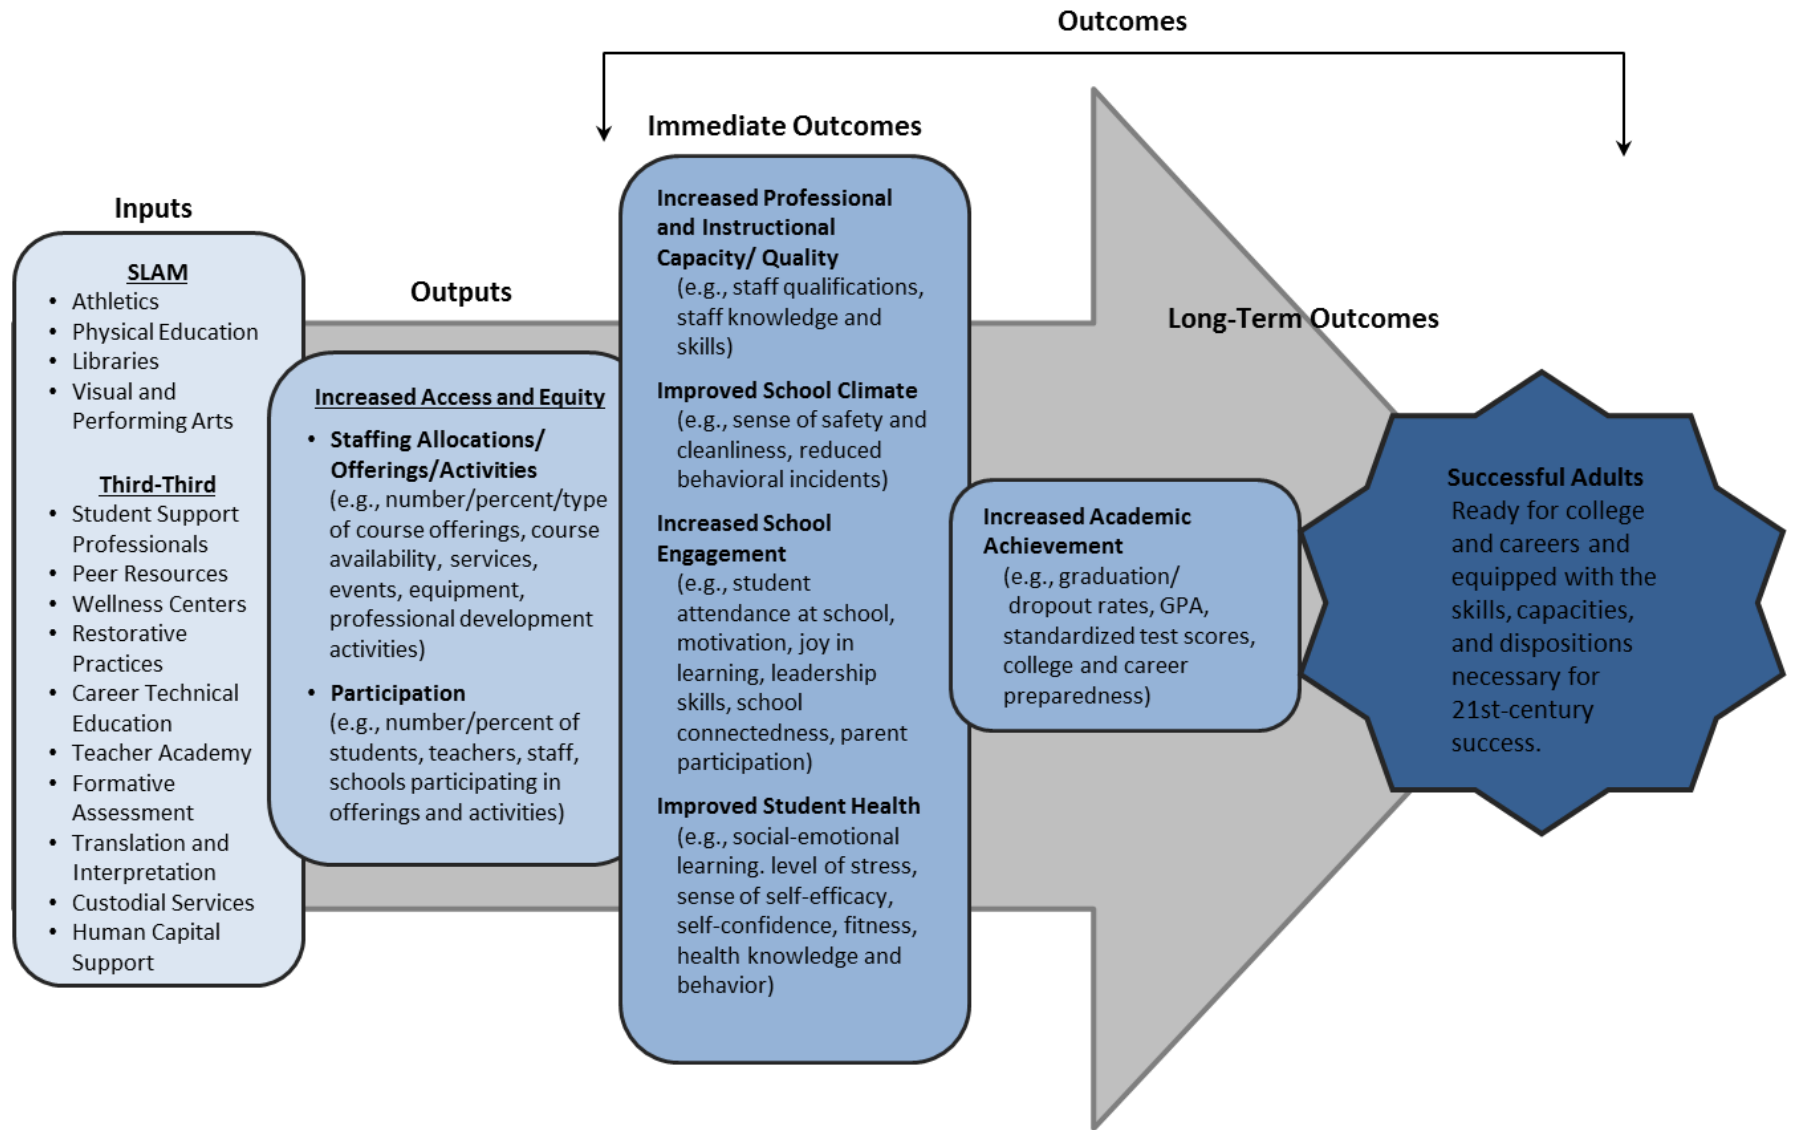 Outcomes
Inputs
SLAM
• Athletics
• Physical Education
• Libraries
• Visual and
Performing Arts
Third-Third
• Student Support
Professionals
• Peer Resources
• Wellness Centers
• Restorative
Practices
• Career Technical
Education
• Teacher Academy
• Formative
Assessment
• Translation and
Interpretation
• Custodial Services
• Human Capital
Support
Outputs
Increased Access and Equity
• Staffing Allocations/
Offerings/Activities
(e.g., number/percent/type
of course offerings, course
availability, services,
events, equipment,
professional development
activities)
• Participation
(e.g., number/percent of
students, teachers, staff,
schools participating in
offerings and activities)
Immediate Outcomes
Increased Professional
and Instructional
Capacity/ Quality
(e.g., staff qualifications,
staff knowledge and
skills)
Improved School Climate
(e.g., sense of safety and
cleanliness, reduced
behavioral incidents)
Increased School
Engagement
(e.g., student
attendance at school,
motivation, joy in
learning, leadership
skills, school
connectedness, parent
participation)
Improved Student Health
(e.g., social-emotional
learning. level of stress,
sense of self-efficacy,
self-confidence, fitness,
health knowledge and
behavior)
Long-Term Outcomes
Increased Academic
Achievement
(e.g., graduation/
dropout rates, GPA,
standardized test scores,
college and career
preparedness)
Successful Adults
Ready for college
and careers and
equipped with the
skills, capacities,
and dispositions
necessary for
21st-century
success.